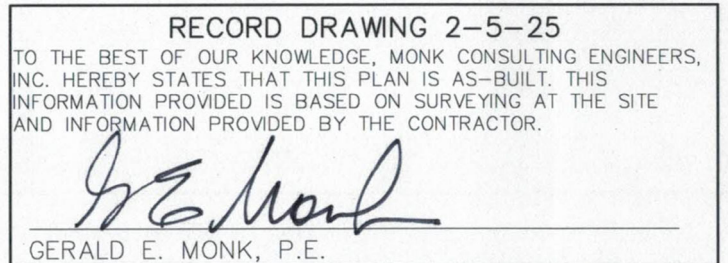 RECORD DRAWING 2-5-25
TO THE BEST OF OUR KNOWLEDGE, MONK CONSULTING ENGINEERS,
INC. HEREBY STATES THAT THIS PLAN IS AS-BUILT. THIS
INFORMATION PROVIDED IS BASED ON SURVEYING AT THE SITE
AND INFORMATION PROVIDED BY THE CONTRACTOR.
G E Monk
GERALD E. MONK, P.E.